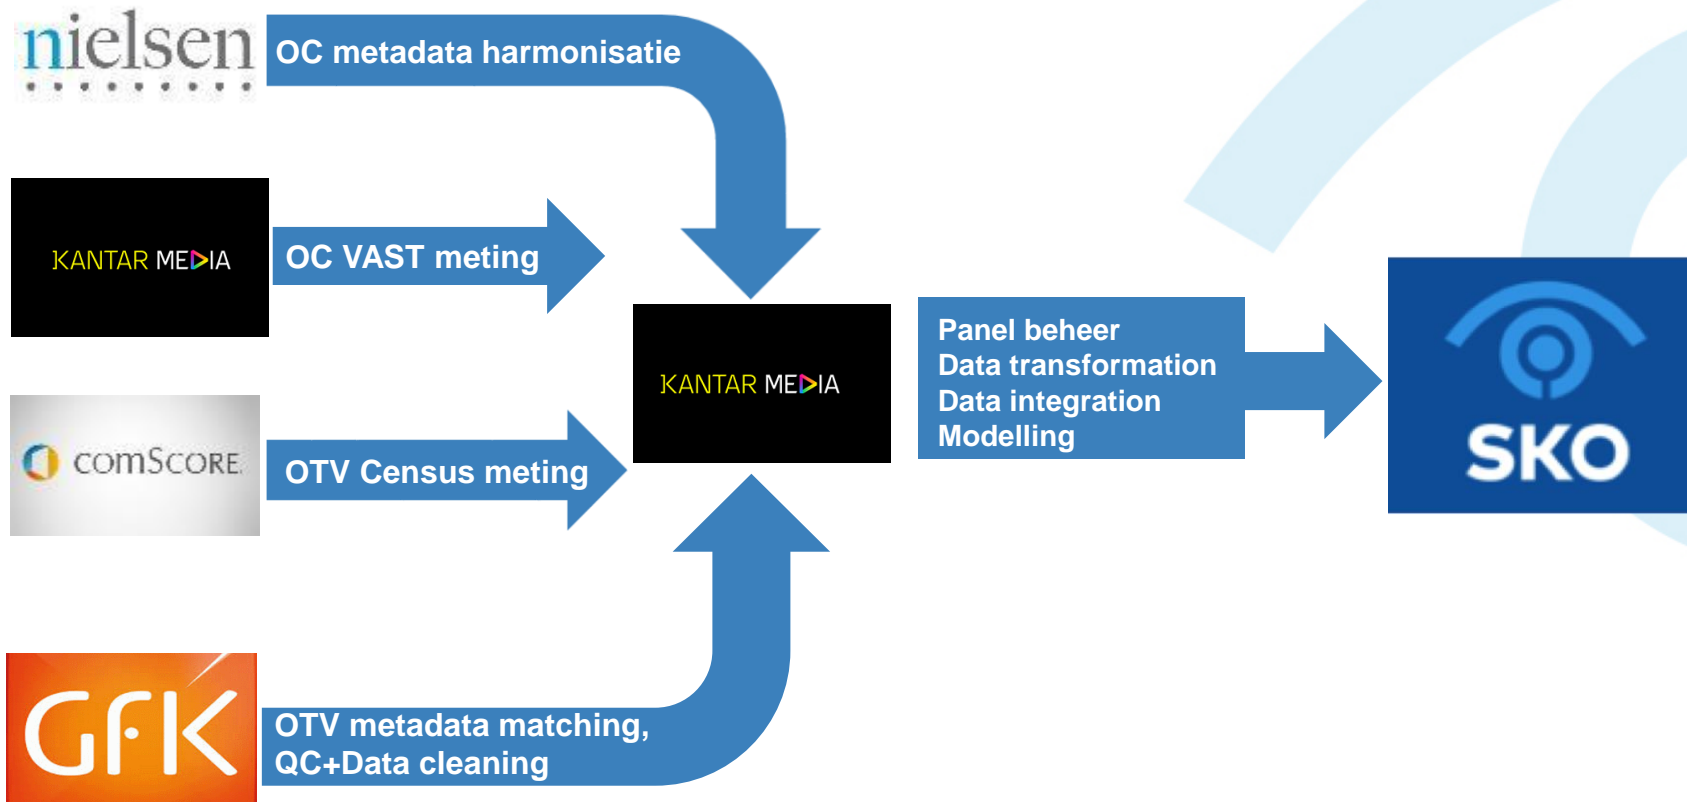 nielsen
OC metadata harmonisatie
KANTAR MEDIA
OC VAST meting
comScore.
OTV Census meting
GfK
OTV metadata matching,
QC+Data cleaning
KANTAR MEDIA
Panel beheer
Data transformation
Data integration
Modelling
SKO